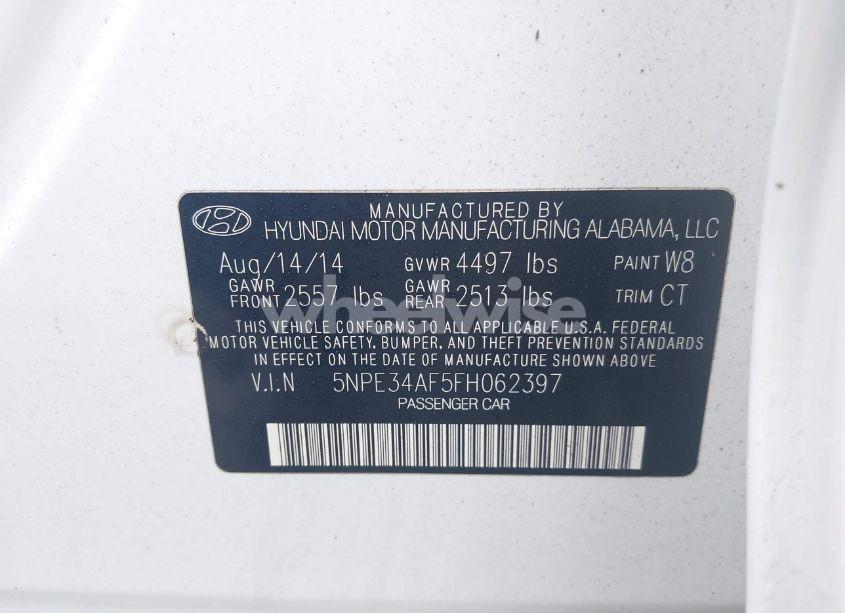 MANUFACTURED BY
HYUNDAI MOTOR MANUFACTURING ALABAMA, LLC
Aug/14/14 GVWR 4497 lbs PAINT W8
GAWR FRONT 2557 lbs GAWR REAR 2513 lbs TRIM CT
wheelwise
THIS VEHICLE CONFORMS TO ALL APPLICABLE U.S.A. FEDERAL
MOTOR VEHICLE SAFETY, BUMPER, AND THEFT PREVENTION STANDARDS
IN EFFECT ON THE DATE OF MANUFACTURE SHOWN ABOVE
V.I.N 5NPE34AF5FH062397
PASSENGER CAR